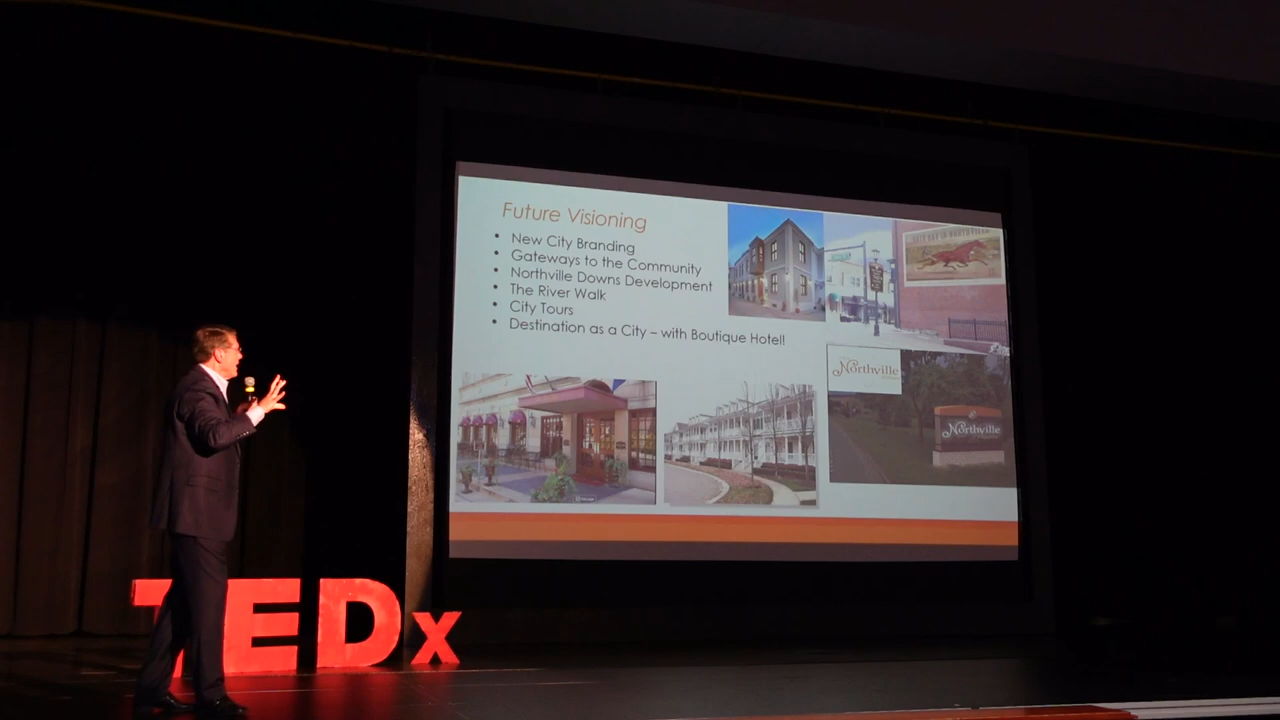 Future Visioning
• New City Branding
• Gateways to the Community
• Northville Downs Development
• The River Walk
• City Tours
• Destination as a City – with Boutique Hotel!
Northville
Northville
TEDx